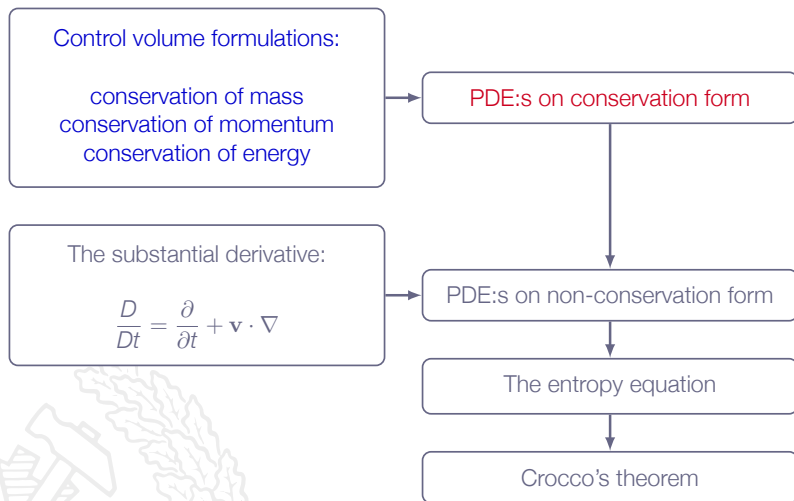 Control volume formulations:
conservation of mass
conservation of momentum
conservation of energy
PDE:s on conservation form
The substantial derivative:
D/Dt = ∂/∂t + v · ∇
PDE:s on non-conservation form
The entropy equation
Crocco's theorem